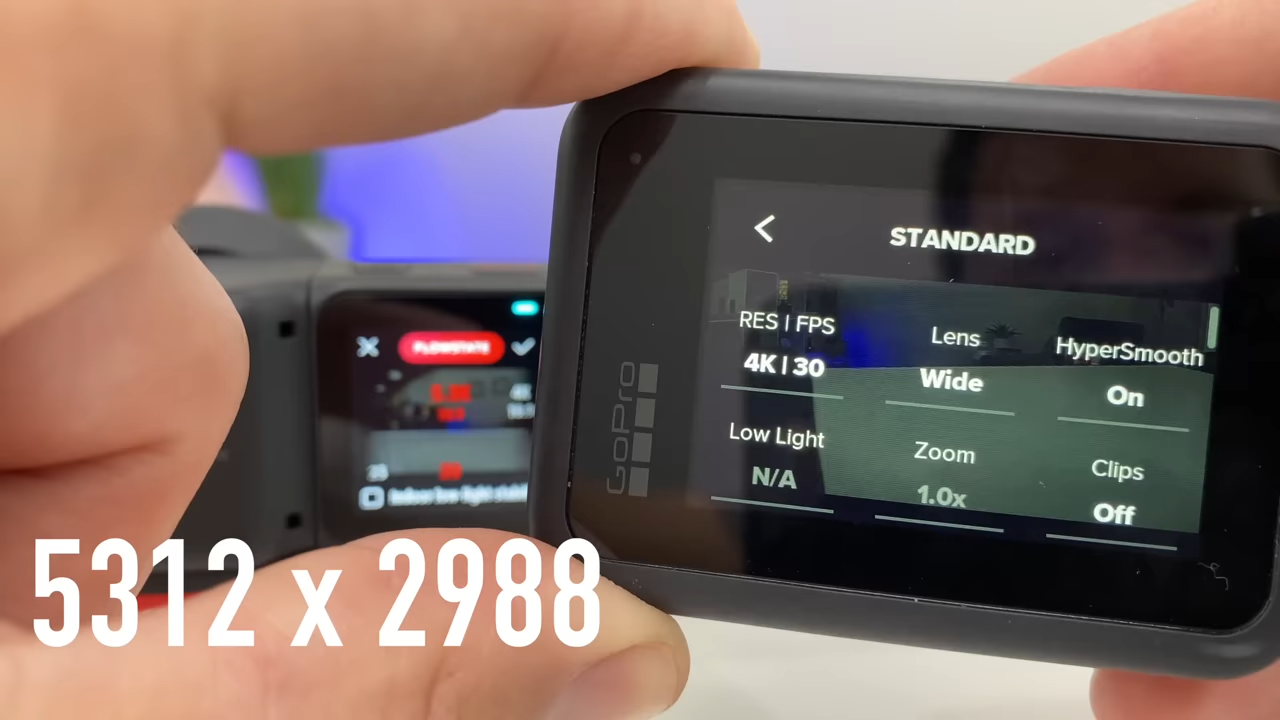 STANDARD
RES | FPS
4K | 30
Lens
Wide
HyperSmooth
On
Low Light
N/A
Zoom
1.0x
Clips
Off
GoPro
FLOWSTATE
5312 x 2988